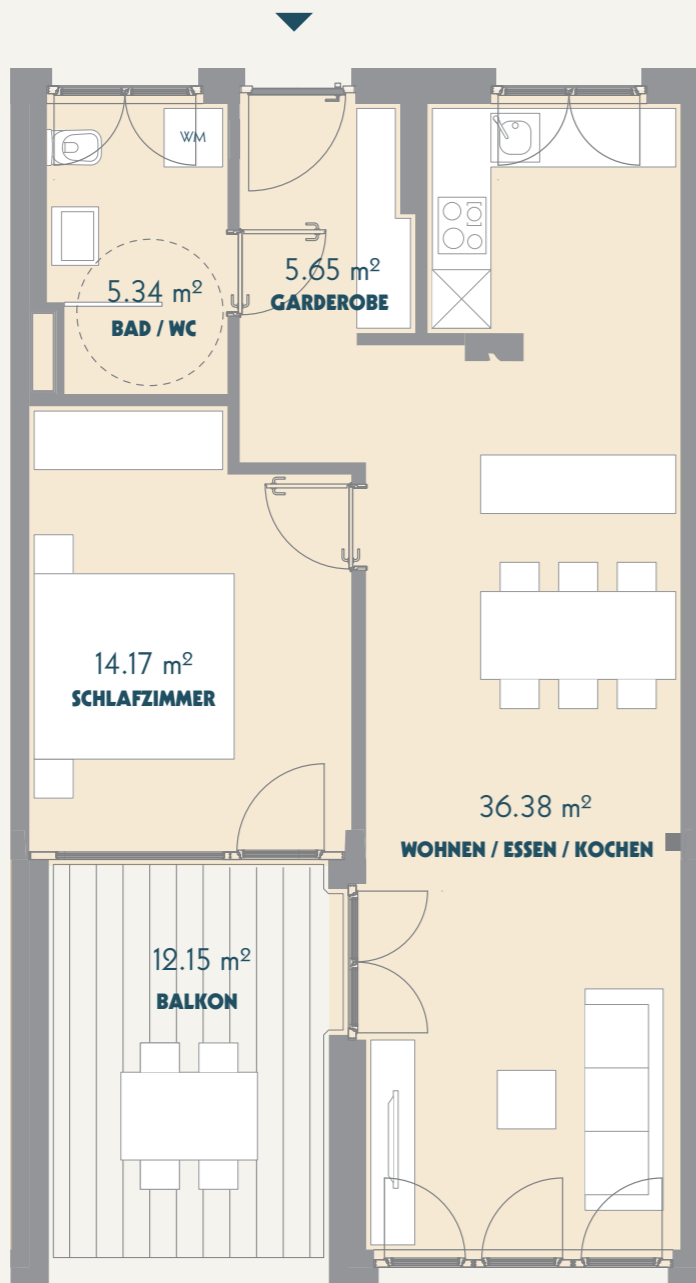 WM
5.65 m²
GARDEROBE
5.34 m²
BAD / WC
14.17 m²
SCHLAFZIMMER
36.38 m²
WOHNEN / ESSEN / KOCHEN
12.15 m²
BALKON